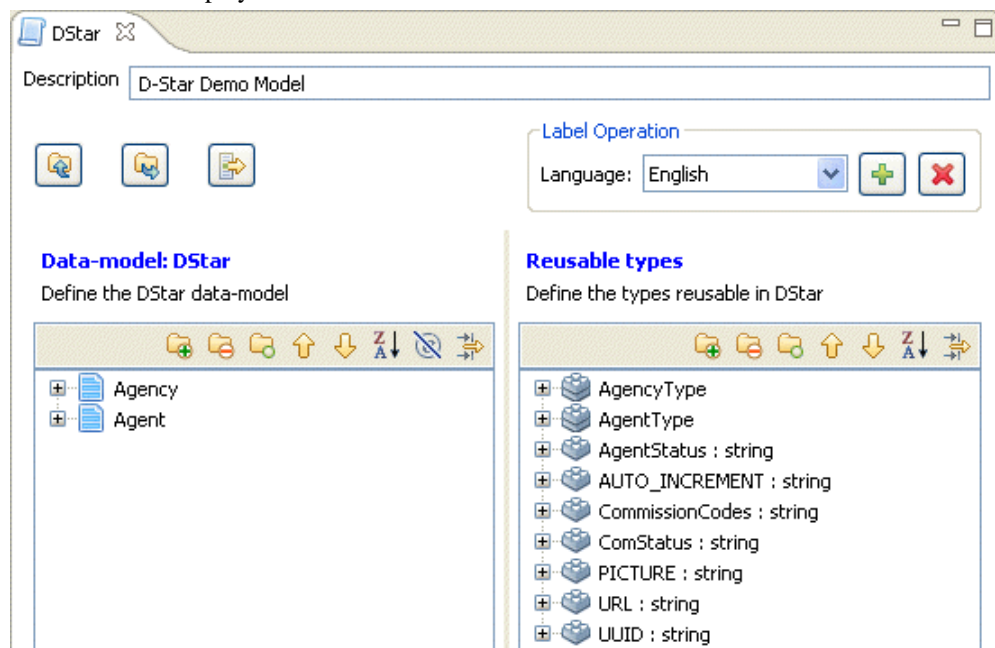 DStar
Description D-Star Demo Model
Label Operation
Language: English
Data-model: DStar
Define the DStar data-model
Z
A
Agency
Agent
Reusable types
Define the types reusable in DStar
Z
A
AgencyType
AgentType
AgentStatus : string
AUTO_INCREMENT : string
CommissionCodes : string
ComStatus : string
PICTURE : string
URL : string
UUID : string